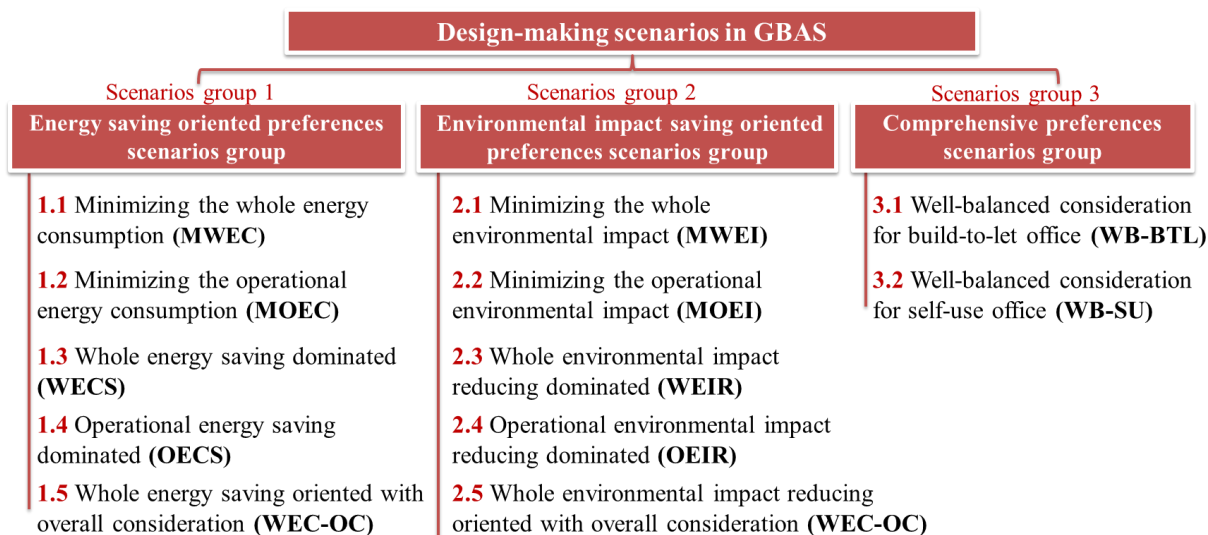 Design-making scenarios in GBAS
Scenarios group 1
Energy saving oriented preferences
scenarios group
1.1 Minimizing the whole energy
consumption (MWEC)
1.2 Minimizing the operational
energy consumption (MOEC)
1.3 Whole energy saving dominated
(WECS)
1.4 Operational energy saving
dominated (OECS)
1.5 Whole energy saving oriented with
overall consideration (WEC-OC)
Scenarios group 2
Environmental impact saving oriented
preferences scenarios group
2.1 Minimizing the whole
environmental impact (MWEI)
2.2 Minimizing the operational
environmental impact (MOEI)
2.3 Whole environmental impact
reducing dominated (WEIR)
2.4 Operational environmental impact
reducing dominated (OEIR)
2.5 Whole environmental impact reducing
oriented with overall consideration (WEC-OC)
Scenarios group 3
Comprehensive preferences
scenarios group
3.1 Well-balanced consideration
for build-to-let office (WB-BTL)
3.2 Well-balanced consideration
for self-use office (WB-SU)